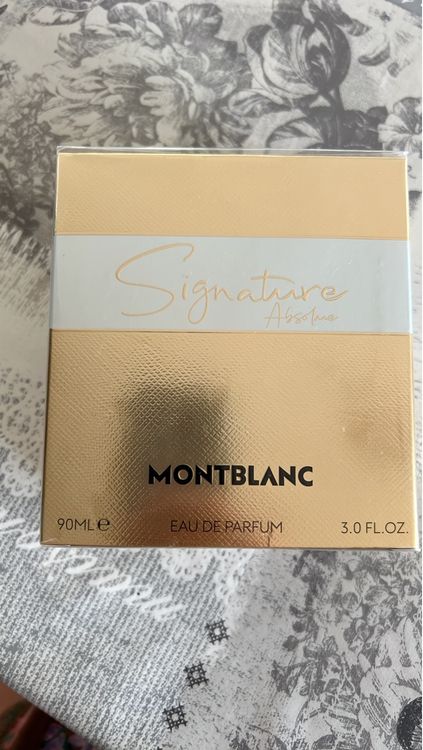 Signature
Absolue
MONTBLANC
90ML℮ EAU DE PARFUM 3.0 FL.OZ.